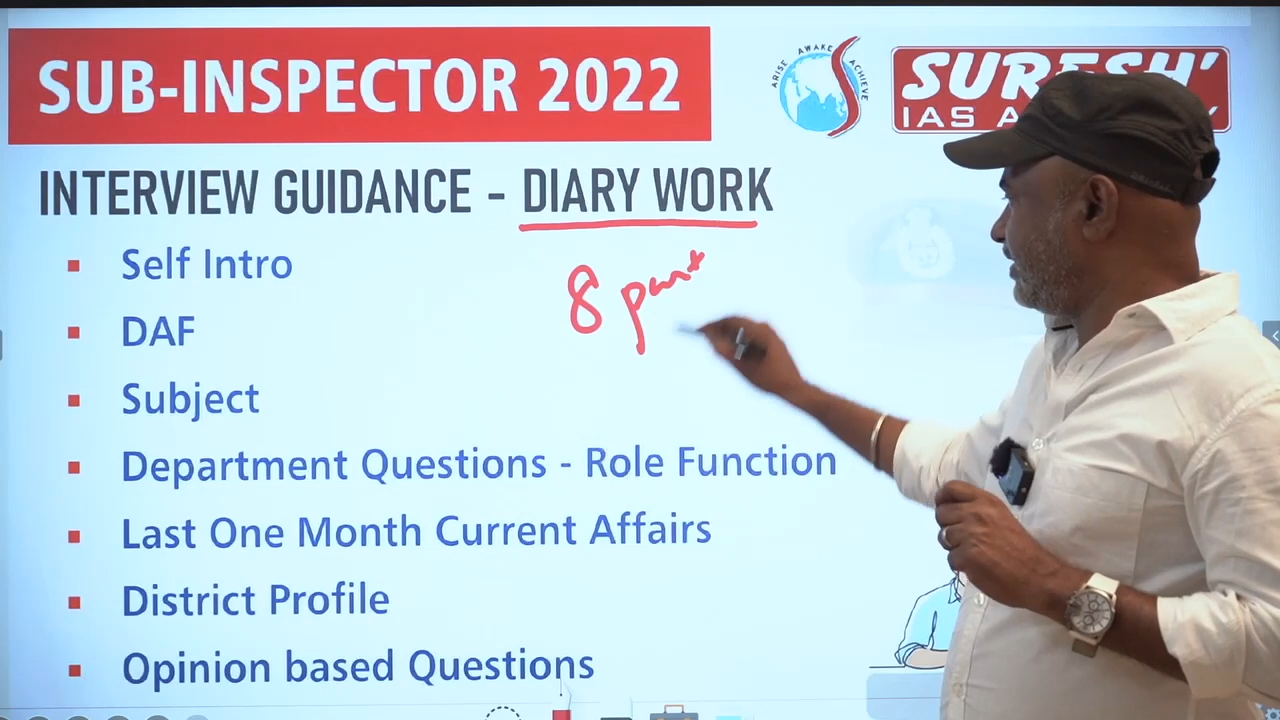 SUB-INSPECTOR 2022
ARISE AWAKE ACHIEVE
SURESH'
IAS A
INTERVIEW GUIDANCE - DIARY WORK
▪ Self Intro
8 part
▪ DAF
▪ Subject
▪ Department Questions - Role Function
▪ Last One Month Current Affairs
▪ District Profile
▪ Opinion based Questions